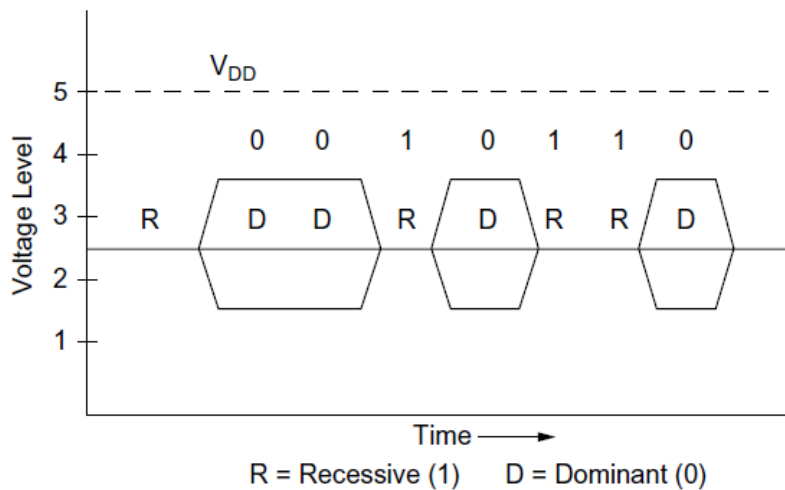 V_DD
5
0 0 1 0 1 1 0
4
R D D R D R R D
3
2
1
Voltage Level
Time
R = Recessive (1) D = Dominant (0)